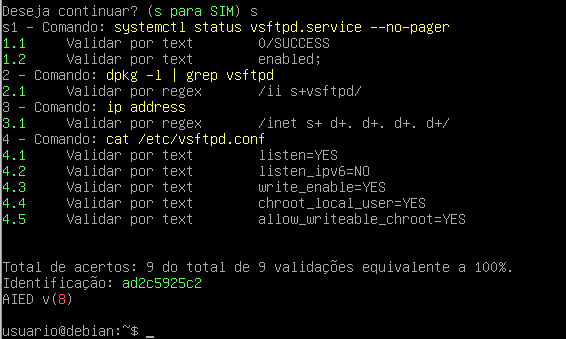 Deseja continuar? (s para SIM) s
s1 - Comando: systemctl status vsftpd.service --no-pager
1.1 Validar por text 0/SUCCESS
1.2 Validar por text enabled;
2 - Comando: dpkg -l | grep vsftpd
2.1 Validar por regex /ii s+vsftpd/
3 - Comando: ip address
3.1 Validar por regex /inet s+ d+. d+. d+. d+/
4 - Comando: cat /etc/vsftpd.conf
4.1 Validar por text listen=YES
4.2 Validar por text listen_ipv6=NO
4.3 Validar por text write_enable=YES
4.4 Validar por text chroot_local_user=YES
4.5 Validar por text allow_writeable_chroot=YES
Total de acertos: 9 do total de 9 validações equivalente a 100%.
Identificação: ad2c5925c2
AIED v(8)
usuario@debian:~$ _